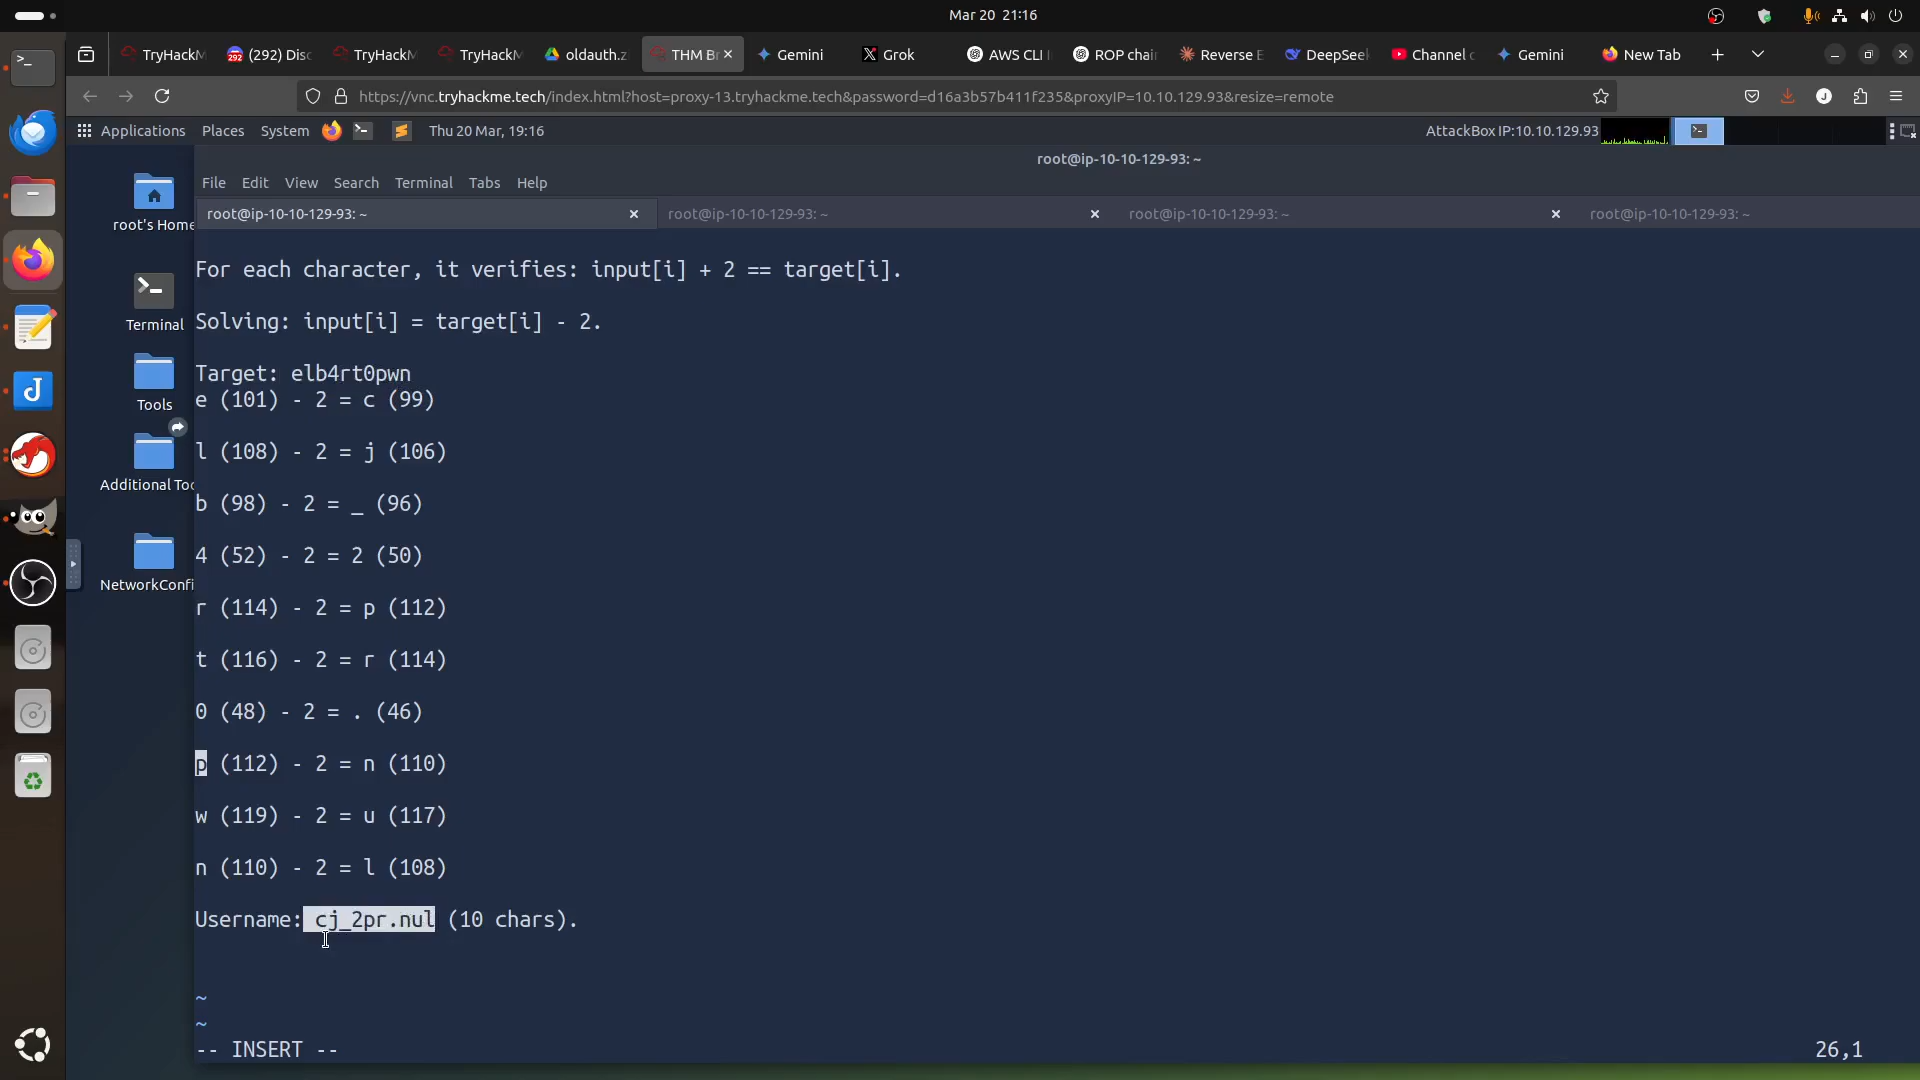 Mar 20 21:16
TryHackM
292
(292) Disc
TryHackM
TryHackM
oldauth.z
THM Br
Gemini
Grok
AWS CLI I
ROP chair
Reverse E
DeepSeek
Channel c
Gemini
New Tab
https://vnc.tryhackme.tech/index.html?host=proxy-13.tryhackme.tech&password=d16a3b57b411f235&proxyIP=10.10.129.93&resize=remote
Applications Places System Thu 20 Mar, 19:16 AttackBox IP:10.10.129.93
root@ip-10-10-129-93: ~
File Edit View Search Terminal Tabs Help
root@ip-10-10-129-93: ~
root@ip-10-10-129-93: ~
root@ip-10-10-129-93: ~
root@ip-10-10-129-93: ~
root's Home
Terminal
Tools
Additional Too
NetworkConfi
For each character, it verifies: input[i] + 2 == target[i].
Solving: input[i] = target[i] - 2.
Target: elb4rt0pwn
e (101) - 2 = c (99)
l (108) - 2 = j (106)
b (98) - 2 = _ (96)
4 (52) - 2 = 2 (50)
r (114) - 2 = p (112)
t (116) - 2 = r (114)
0 (48) - 2 = . (46)
p (112) - 2 = n (110)
w (119) - 2 = u (117)
n (110) - 2 = l (108)
Username: cj_2pr.nul (10 chars).
~
~
-- INSERT --
26,1